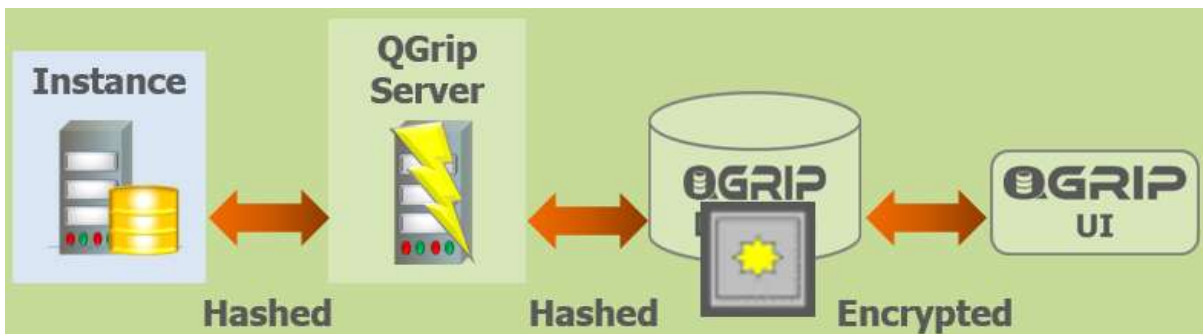 Instance
QGrip
Server
QGRIP
QGRIP
UI
Hashed
Hashed
Encrypted